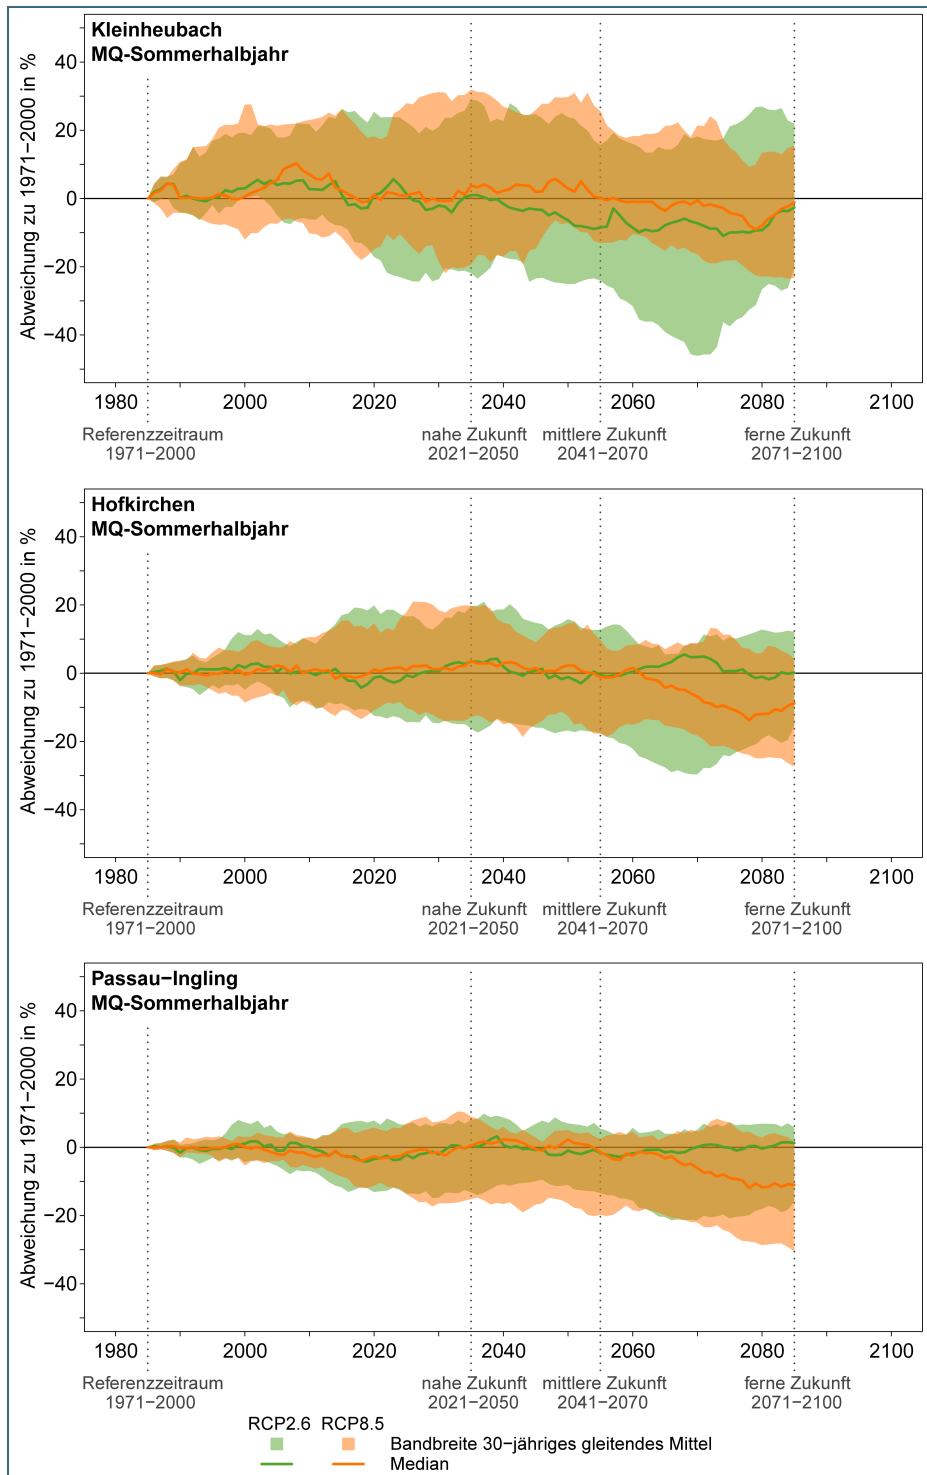 Kleinheubach
MQ-Sommerhalbjahr
Abweichung zu 1971−2000 in %
40
20
0
−20
−40
1980 2000 2020 2040 2060 2080 2100
Referenzzeitraum nahe Zukunft mittlere Zukunft ferne Zukunft
1971−2000 2021−2050 2041−2070 2071−2100
Hofkirchen
MQ-Sommerhalbjahr
Abweichung zu 1971−2000 in %
40
20
0
−20
−40
1980 2000 2020 2040 2060 2080 2100
Referenzzeitraum nahe Zukunft mittlere Zukunft ferne Zukunft
1971−2000 2021−2050 2041−2070 2071−2100
Passau−Ingling
MQ-Sommerhalbjahr
Abweichung zu 1971−2000 in %
40
20
0
−20
−40
1980 2000 2020 2040 2060 2080 2100
Referenzzeitraum nahe Zukunft mittlere Zukunft ferne Zukunft
1971−2000 2021−2050 2041−2070 2071−2100
RCP2.6 RCP8.5
Bandbreite 30−jähriges gleitendes Mittel
Median